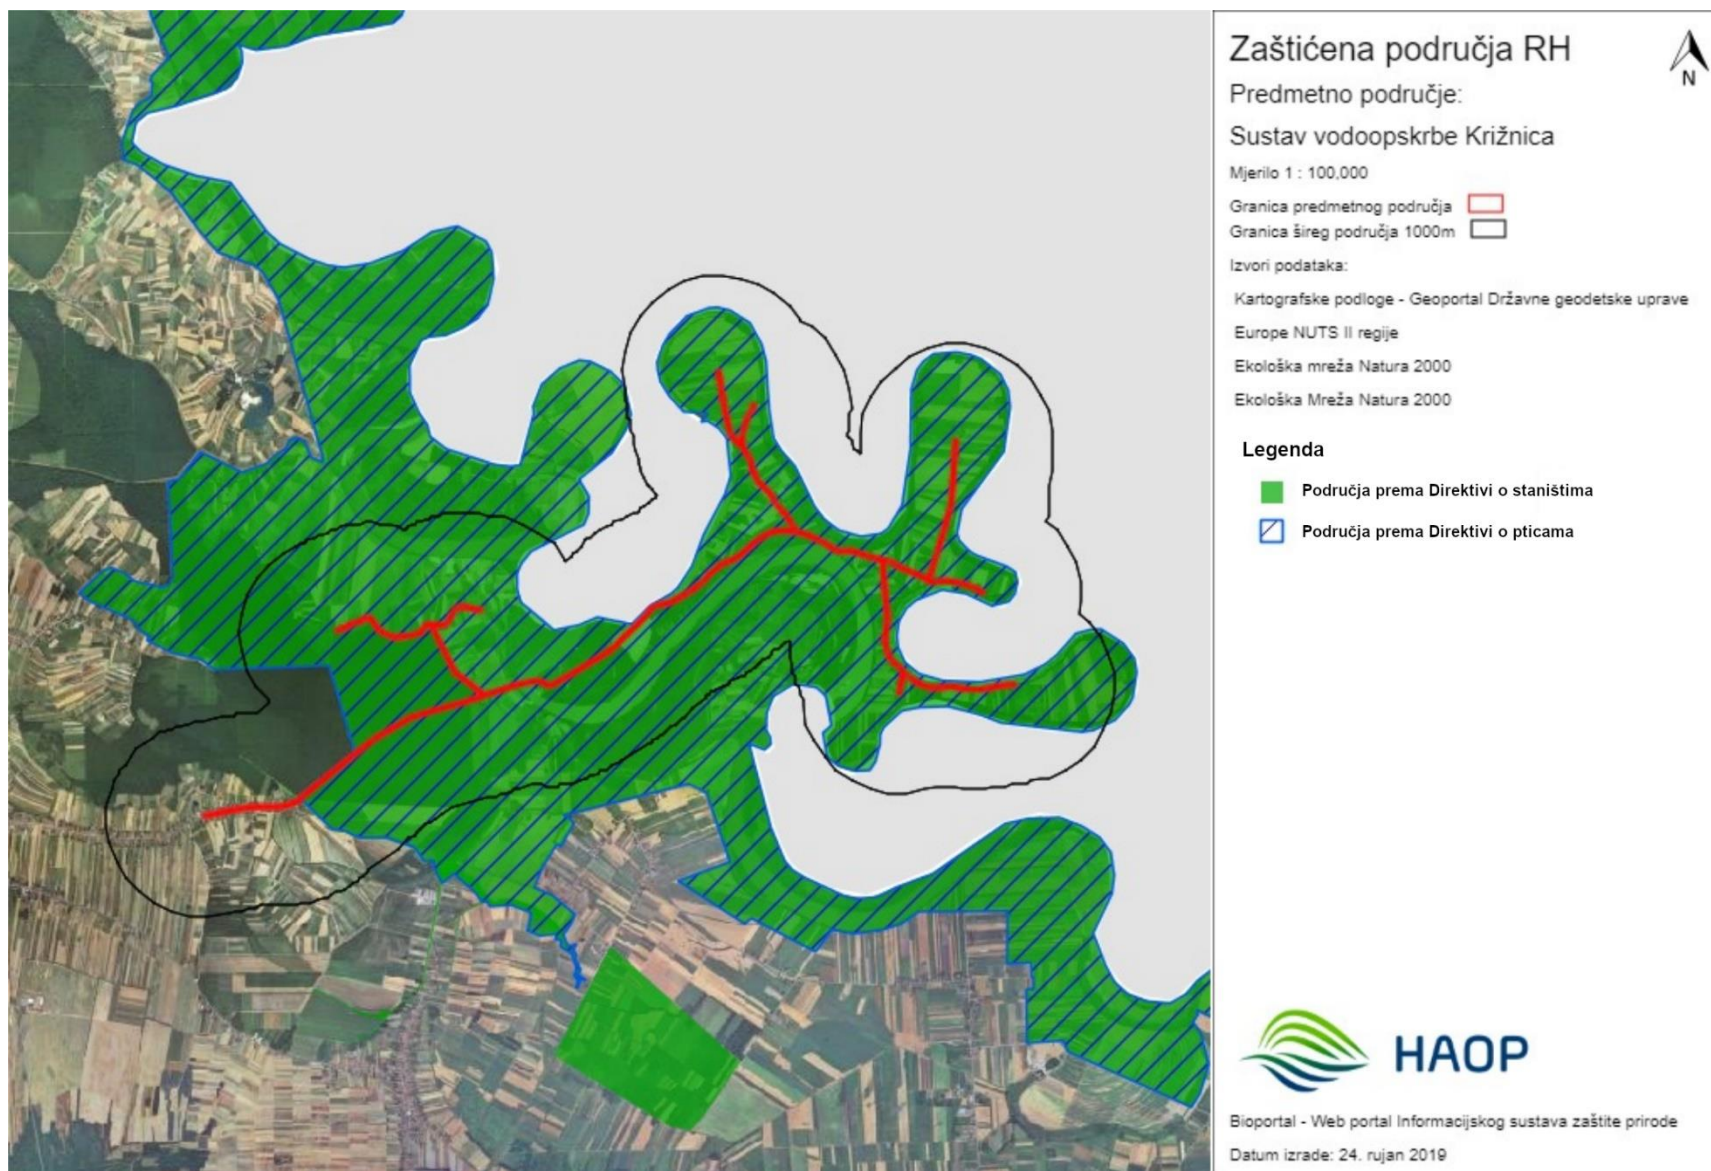 Zaštićena područja RH
N
Predmetno područje:
Sustav vodoopskrbe Križnica
Mjerilo 1 : 100,000
Granica predmetnog područja
Granica šireg područja 1000m
Izvori podataka:
Kartografske podloge - Geoportal Državne geodetske uprave
Europe NUTS II regije
Ekološka mreža Natura 2000
Ekološka Mreža Natura 2000
Legenda
Područja prema Direktivi o staništima
Područja prema Direktivi o pticama
HAOP
Bioportal - Web portal Informacijskog sustava zaštite prirode
Datum izrade: 24. rujan 2019